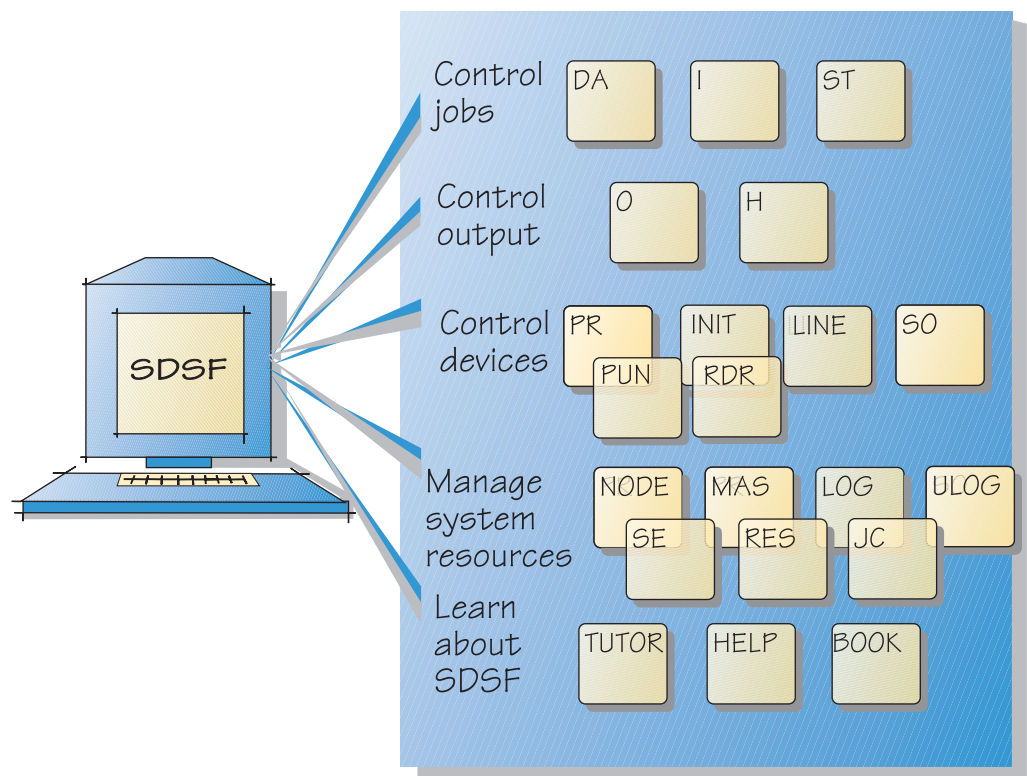 SDSF
Control
jobs
DA
I
ST
Control
output
O
H
Control
devices
PR
INIT
LINE
SO
PUN
RDR
Manage
system
resources
NODE
MAS
LOG
ULOG
SE
RES
JC
Learn
about
SDSF
TUTOR
HELP
BOOK